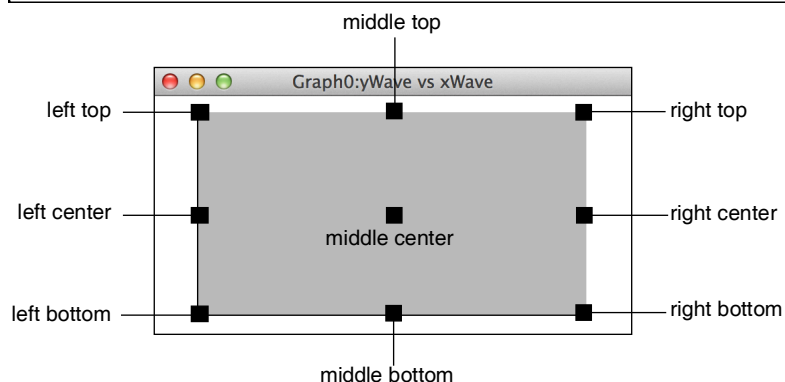 middle top
Graph0:yWave vs xWave
left top
right top
left center
right center
middle center
left bottom
right bottom
middle bottom